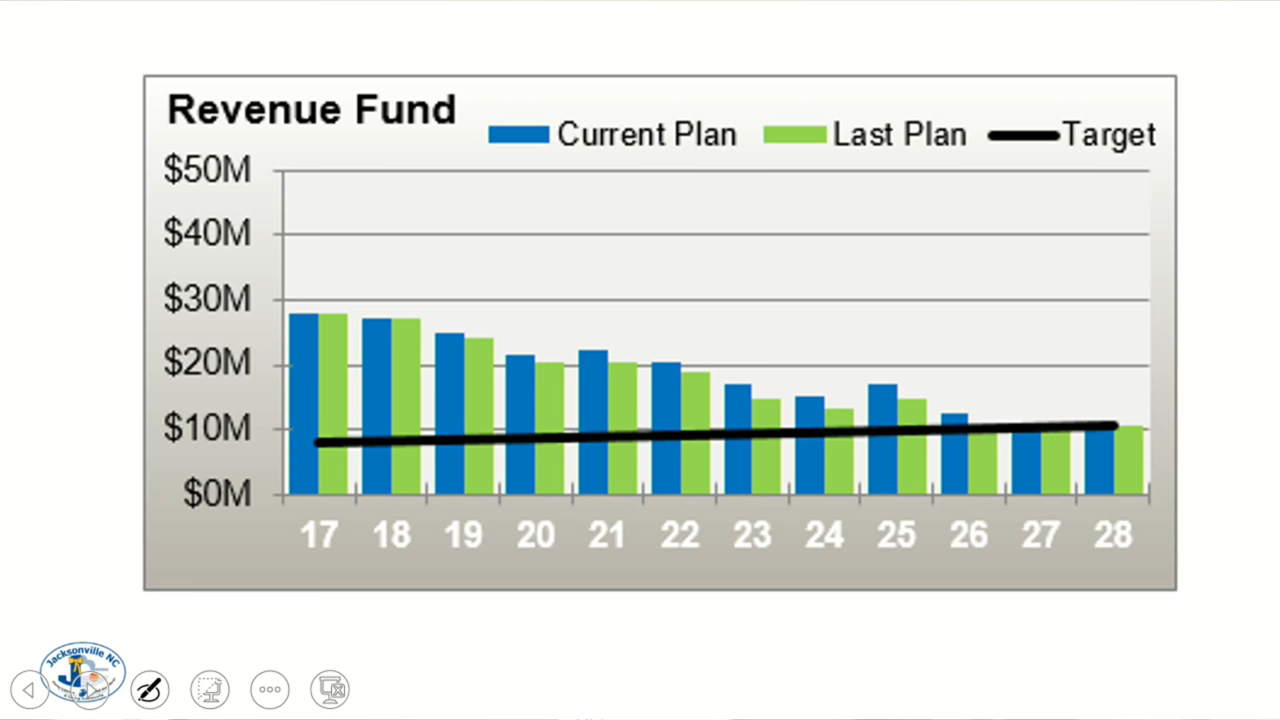 Revenue Fund
Current Plan Last Plan Target
$50M
$40M
$30M
$20M
$10M
$0M
17 18 19 20 21 22 23 24 25 26 27 28
Jacksonville NC